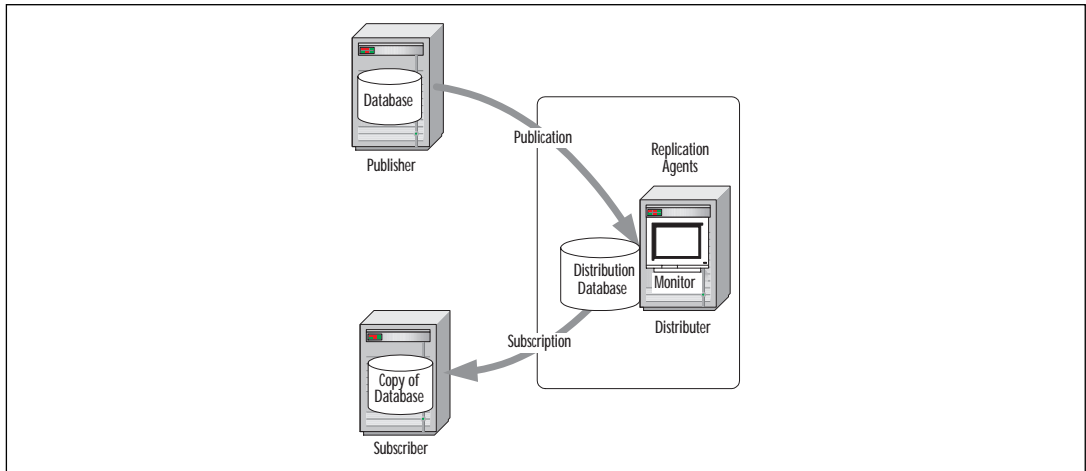 Database
Publisher
Publication
Replication
Agents
Distribution
Database
Monitor
Distributer
Subscription
Copy of
Database
Subscriber